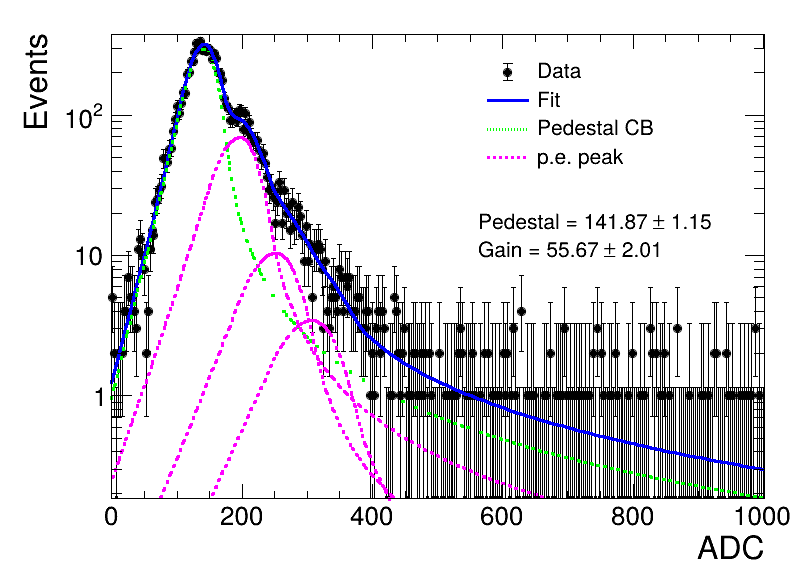 Events
10²
10
1
Data
Fit
Pedestal CB
p.e. peak
Pedestal = 141.87 ± 1.15
Gain = 55.67 ± 2.01
0 200 400 600 800 1000
ADC